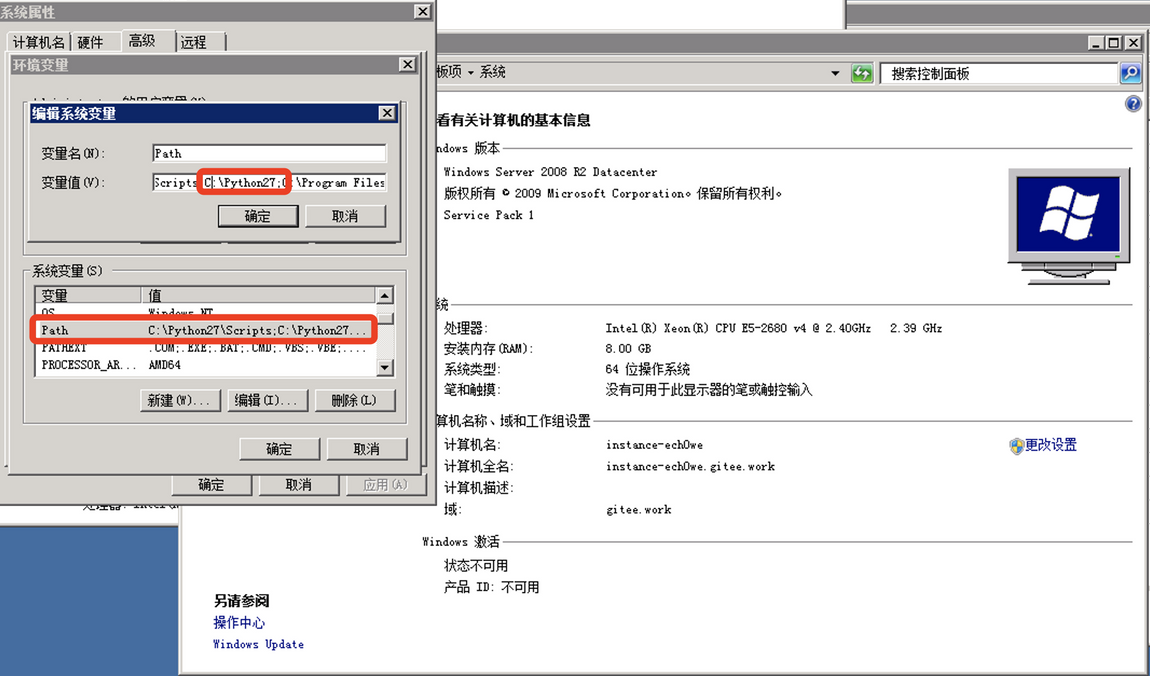 系统属性
计算机名 硬件 高级 远程
环境变量
编辑系统变量
变量名(N):
Path
变量值(V):
Scripts C:\Python27; :\Program Files
确定 取消
系统变量(S)
变量 值
OS Windows_NT
Path C:\Python27\Scripts;C:\Python27...
PATHEXT .COM;.EXE;.BAT;.CMD;.VBS;.VBE;....
PROCESSOR_AR... AMD64
新建(W)... 编辑(I)... 删除(L)
确定 取消
确定 取消 应用(A)
板项 系统
搜索控制面板
看有关计算机的基本信息
ndows 版本
Windows Server 2008 R2 Datacenter
版权所有 © 2009 Microsoft Corporation。保留所有权利。
Service Pack 1
统
处理器: Intel(R) Xeon(R) CPU E5-2680 v4 @ 2.40GHz 2.39 GHz
安装内存(RAM): 8.00 GB
系统类型: 64 位操作系统
笔和触摸: 没有可用于此显示器的笔或触控输入
算机名称、域和工作组设置
计算机名: instance-ech0we
更改设置
计算机全名: instance-ech0we.gitee.work
计算机描述:
域: gitee.work
Windows 激活
状态不可用
产品 ID: 不可用
另请参阅
操作中心
Windows Update